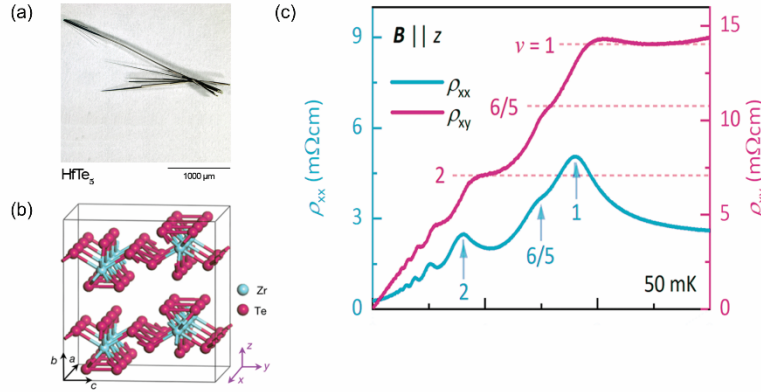 (a)
1000 μm
HfTe₅
(b)
Zr
Te
b
a
c
z
y
x
(c)
B || z
ν = 1
ρxx
ρxy
6/5
2
1
6/5
2
50 mK
9
6
3
0
ρxx (mΩcm)
15
10
5
0
(mΩcm)